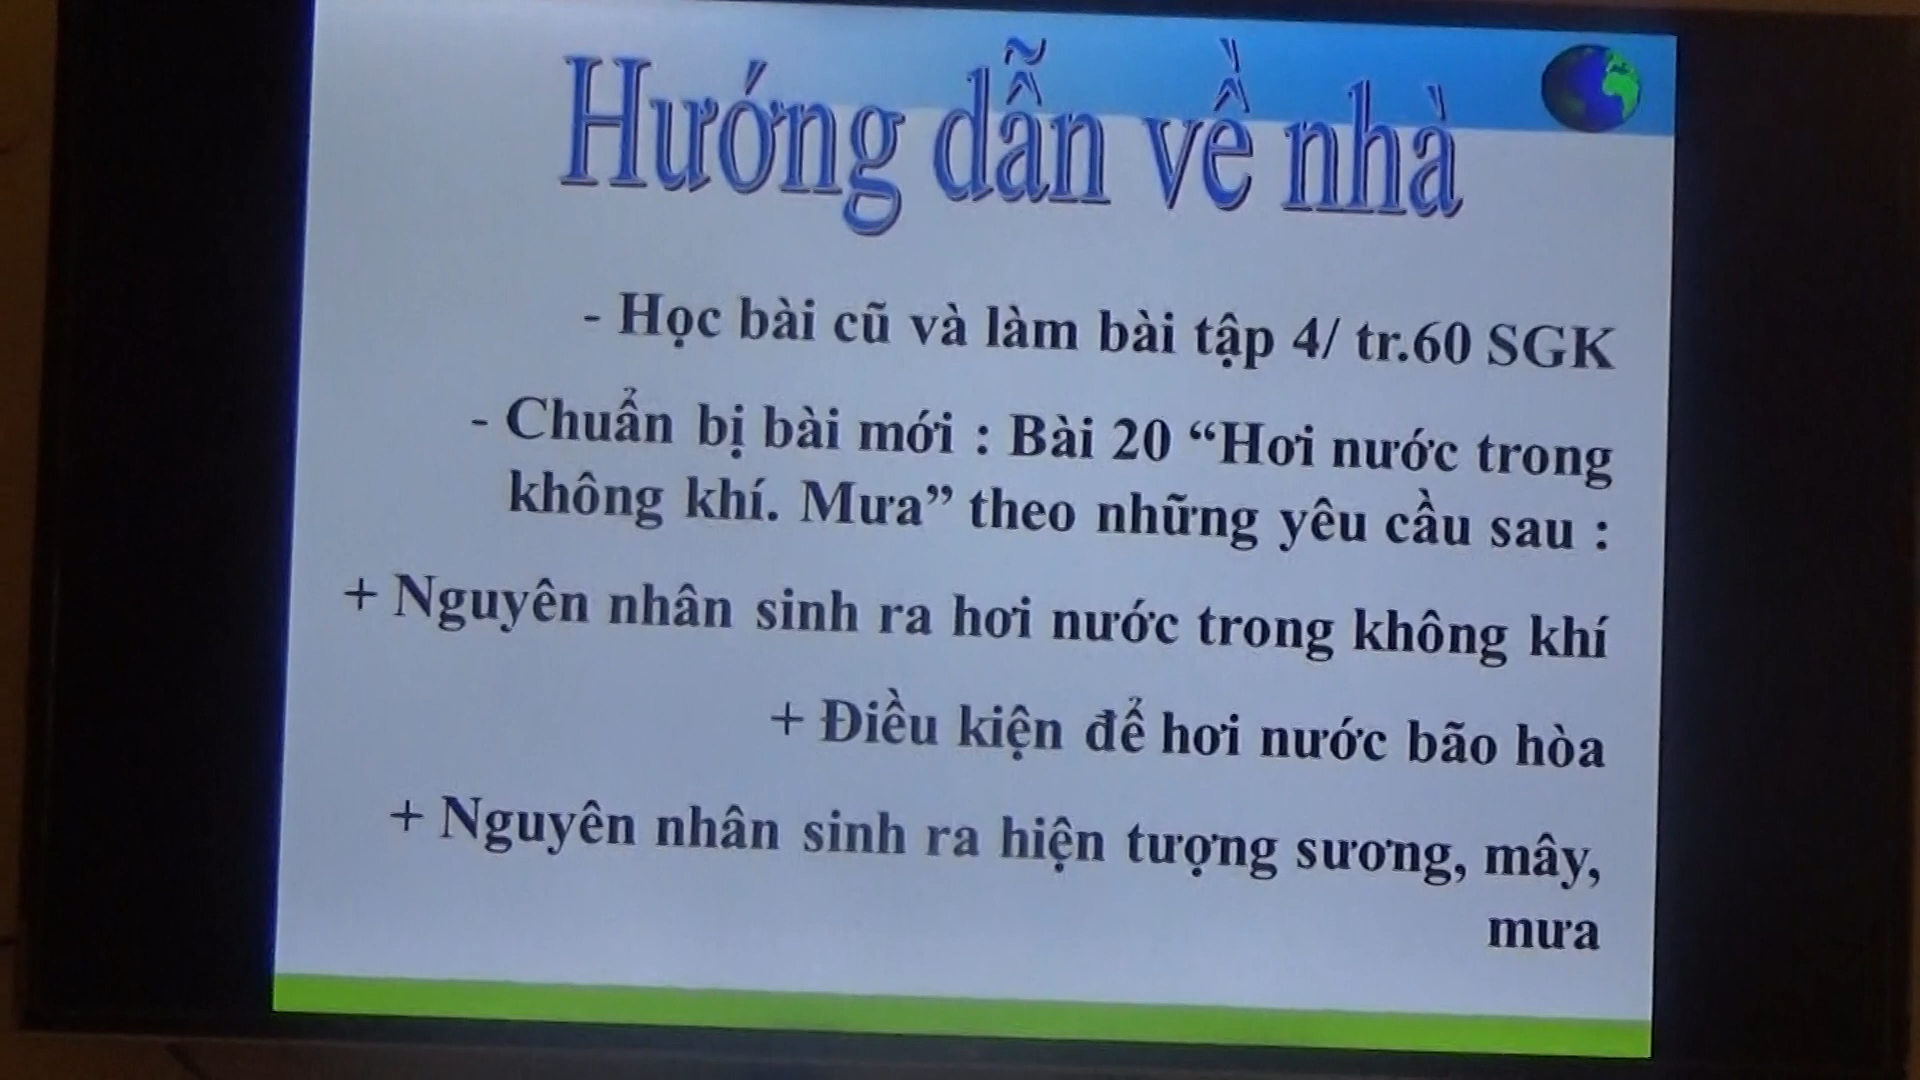 Hướng dẫn về nhà
- Học bài cũ và làm bài tập 4/ tr.60 SGK
- Chuẩn bị bài mới : Bài 20 “Hơi nước trong
không khí. Mưa” theo những yêu cầu sau :
+ Nguyên nhân sinh ra hơi nước trong không khí
+ Điều kiện để hơi nước bão hòa
+ Nguyên nhân sinh ra hiện tượng sương, mây,
mưa